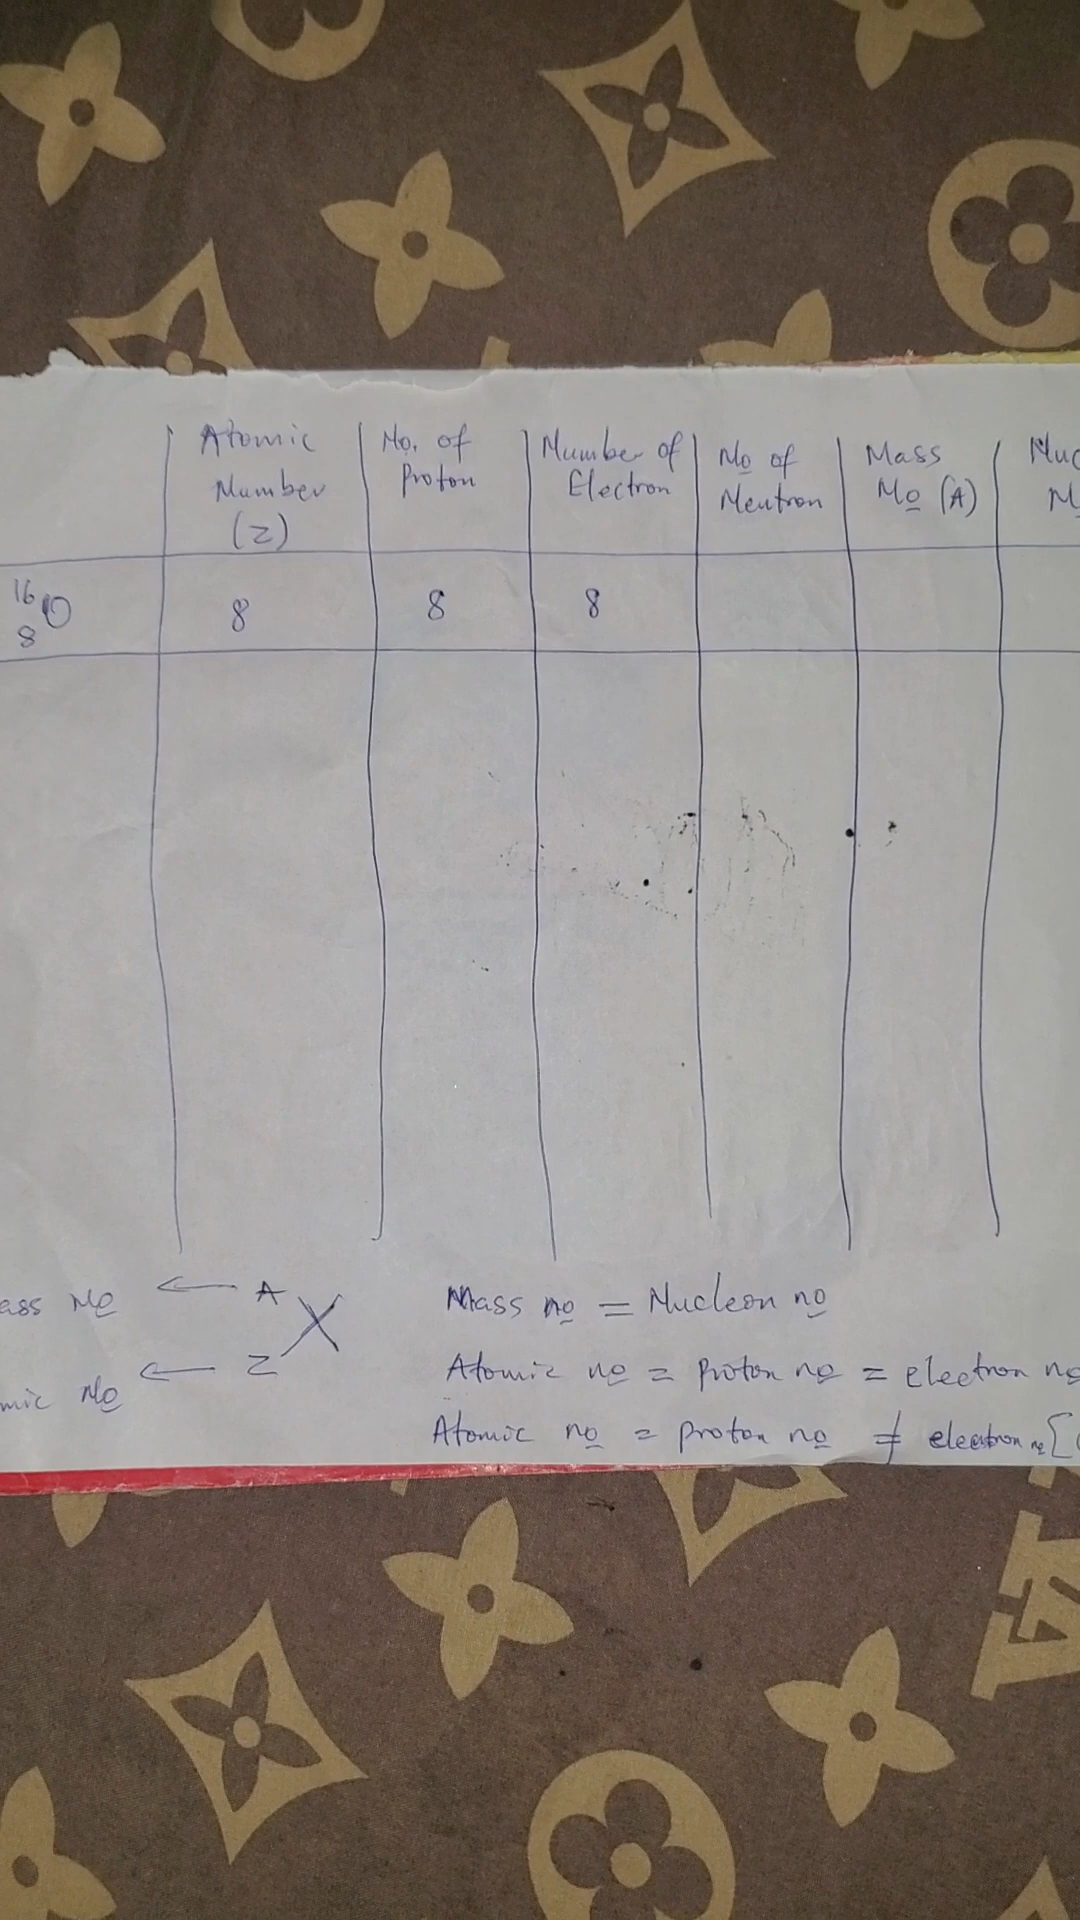 Atomic
Number
(Z)
No. of
Proton
Number of
Electron
No of
Neutron
Mass
No (A)
Nuc
16
8 O
8
8
8
ass No ← A
X
mic No ← Z
Mass no = Nucleon no
Atomic no = Proton no = electron no
Atomic no = proton no ≠ electron no [